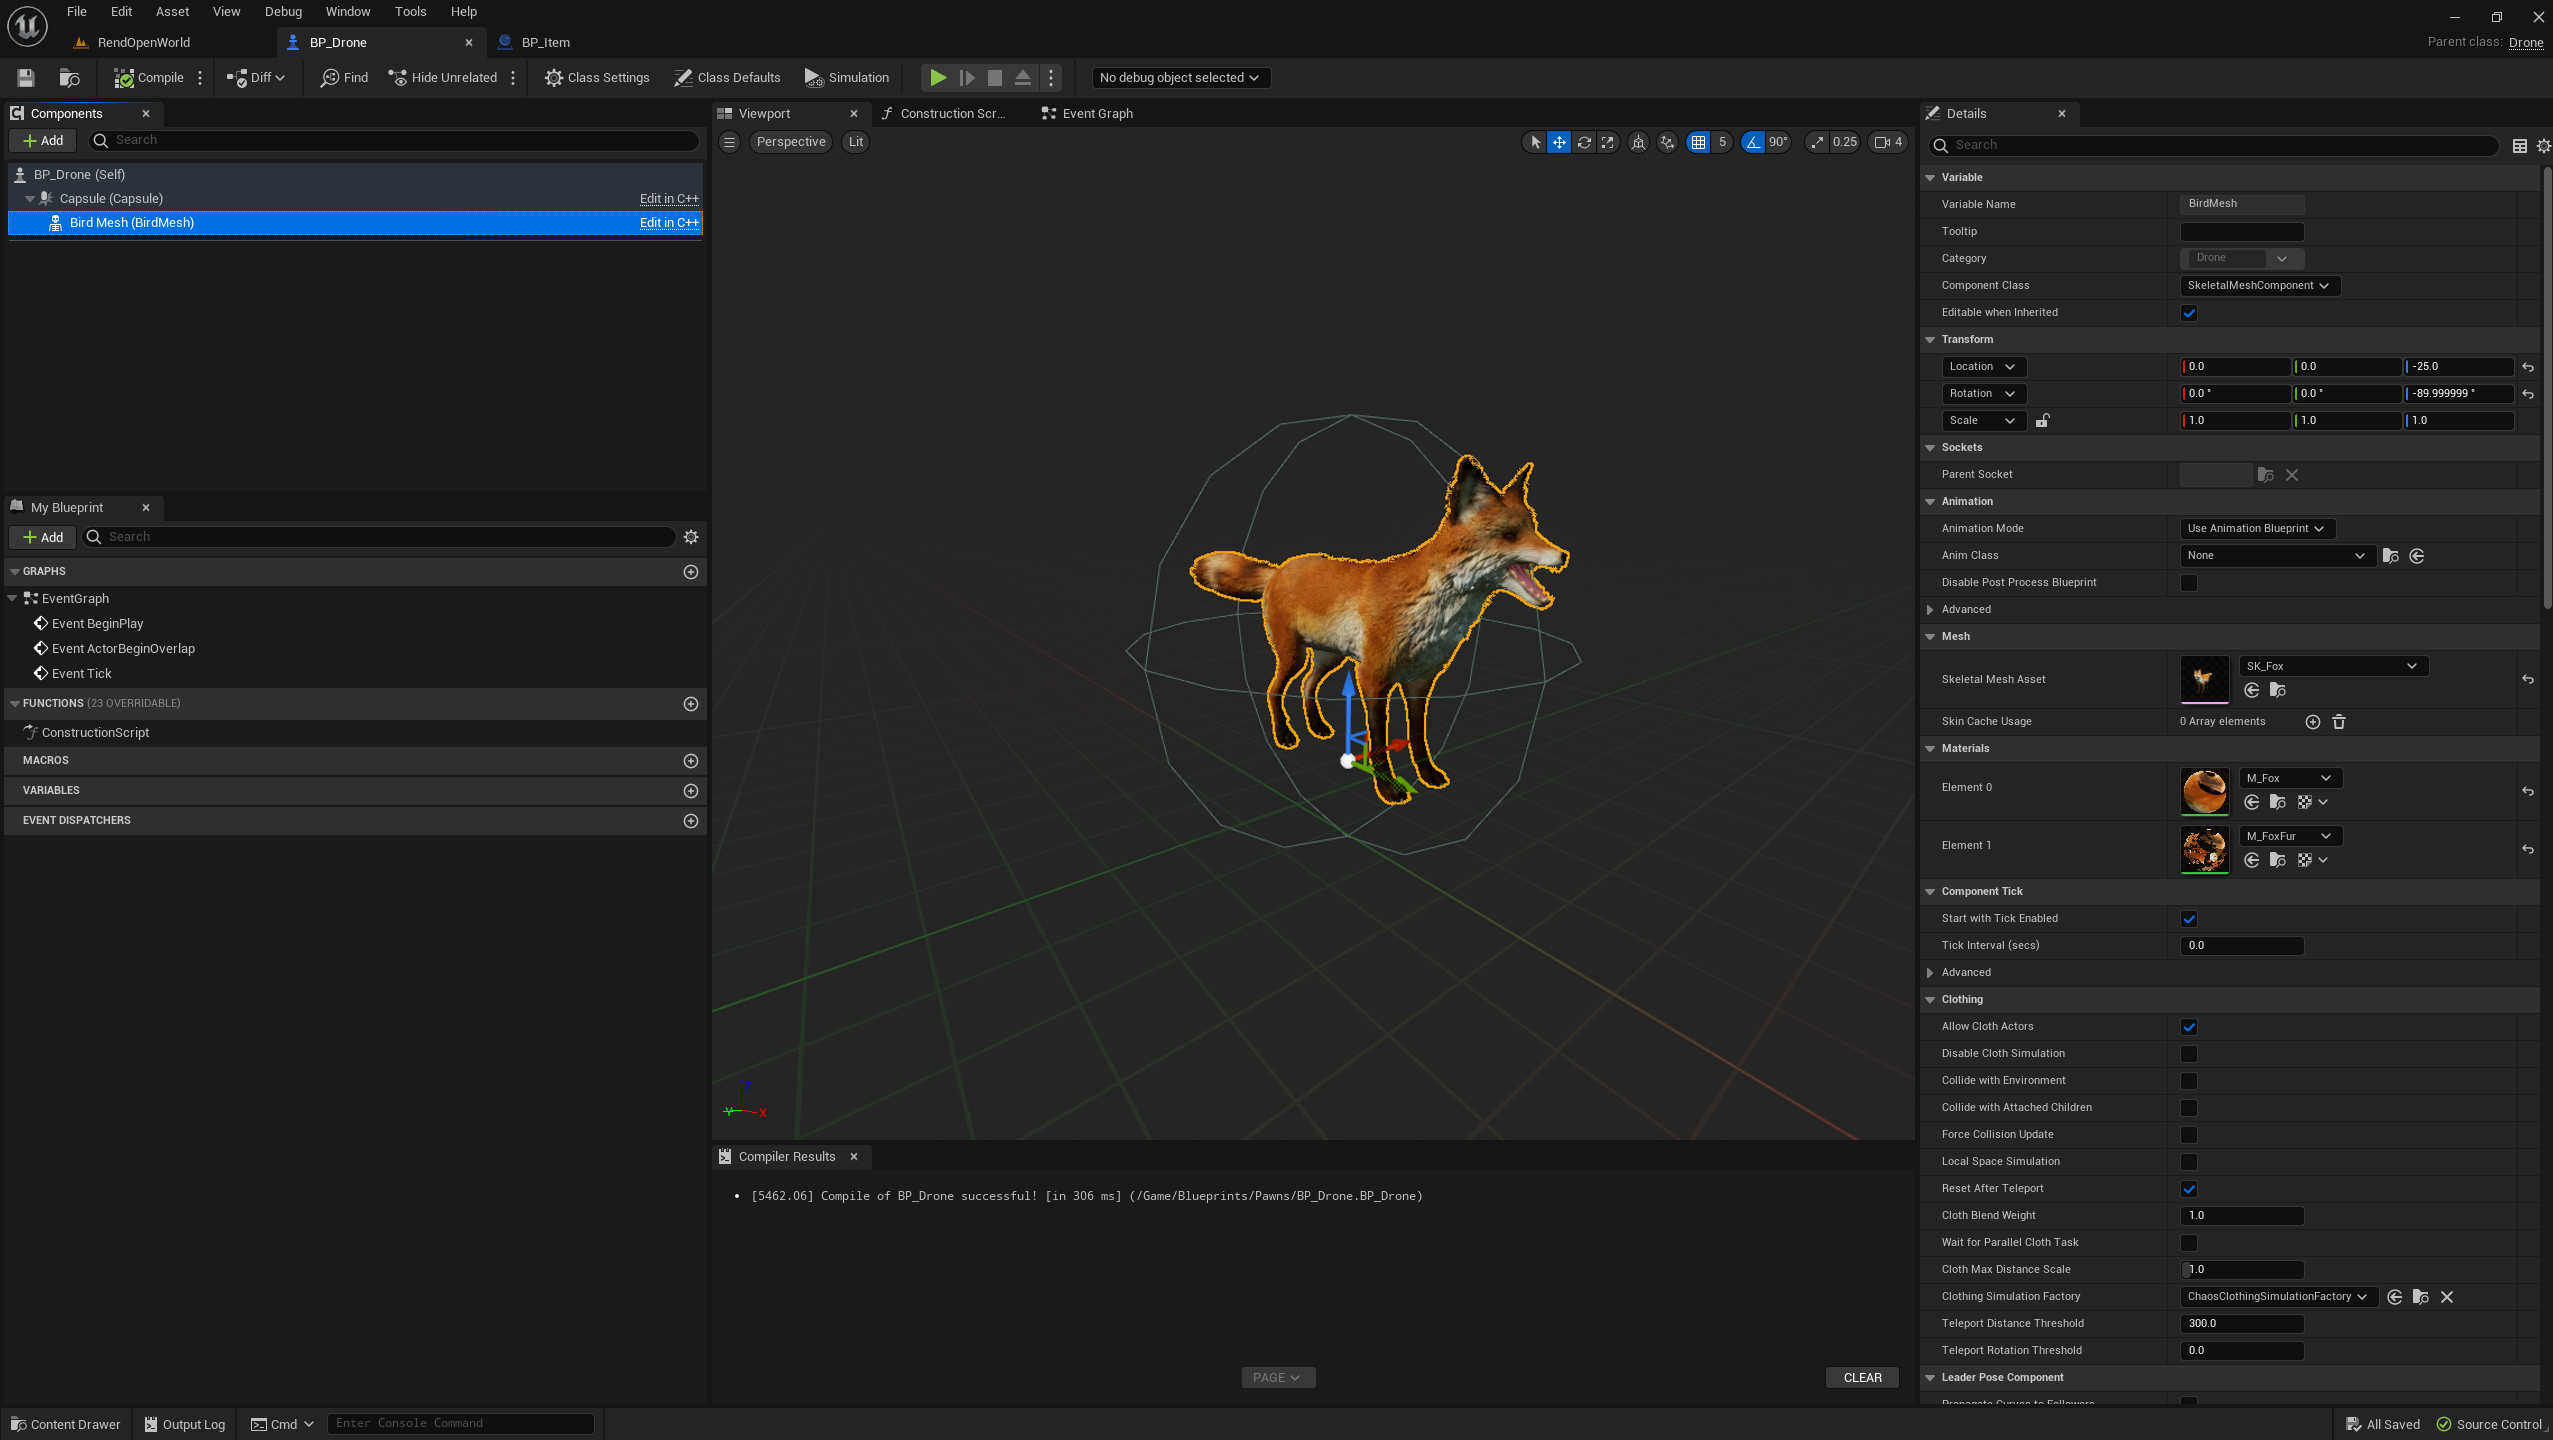 File Edit Asset View Debug Window Tools Help
RendOpenWorld BP_Drone BP_Item
Parent class: Drone
Compile Diff Find Hide Unrelated Class Settings Class Defaults Simulation No debug object selected
Components
Add Search
BP_Drone (Self)
Capsule (Capsule) Edit in C++
Bird Mesh (BirdMesh) Edit in C++
My Blueprint
Add Search
GRAPHS
EventGraph
Event BeginPlay
Event ActorBeginOverlap
Event Tick
FUNCTIONS (23 OVERRIDABLE)
ConstructionScript
MACROS
VARIABLES
EVENT DISPATCHERS
Viewport Construction Scr... Event Graph
Perspective Lit 5 90° 0.25 4
Z
Y X
Compiler Results
• [5462.06] Compile of BP_Drone successful! [in 306 ms] (/Game/Blueprints/Pawns/BP_Drone.BP_Drone)
PAGE CLEAR
Details
Search
Variable
Variable Name BirdMesh
Tooltip
Category Drone
Component Class SkeletalMeshComponent
Editable when Inherited
Transform
Location 0.0 0.0 -25.0
Rotation 0.0 ° 0.0 ° -89.999999 °
Scale 1.0 1.0 1.0
Sockets
Parent Socket
Animation
Animation Mode Use Animation Blueprint
Anim Class None
Disable Post Process Blueprint
Advanced
Mesh
Skeletal Mesh Asset SK_Fox
Skin Cache Usage 0 Array elements
Materials
Element 0 M_Fox
Element 1 M_FoxFur
Component Tick
Start with Tick Enabled
Tick Interval (secs) 0.0
Advanced
Clothing
Allow Cloth Actors
Disable Cloth Simulation
Collide with Environment
Collide with Attached Children
Force Collision Update
Local Space Simulation
Reset After Teleport
Cloth Blend Weight 1.0
Wait for Parallel Cloth Task
Cloth Max Distance Scale 1.0
Clothing Simulation Factory ChaosClothingSimulationFactory
Teleport Distance Threshold 300.0
Teleport Rotation Threshold 0.0
Leader Pose Component
Propagate Curves to Followers
Content Drawer Output Log Cmd Enter Console Command All Saved Source Control